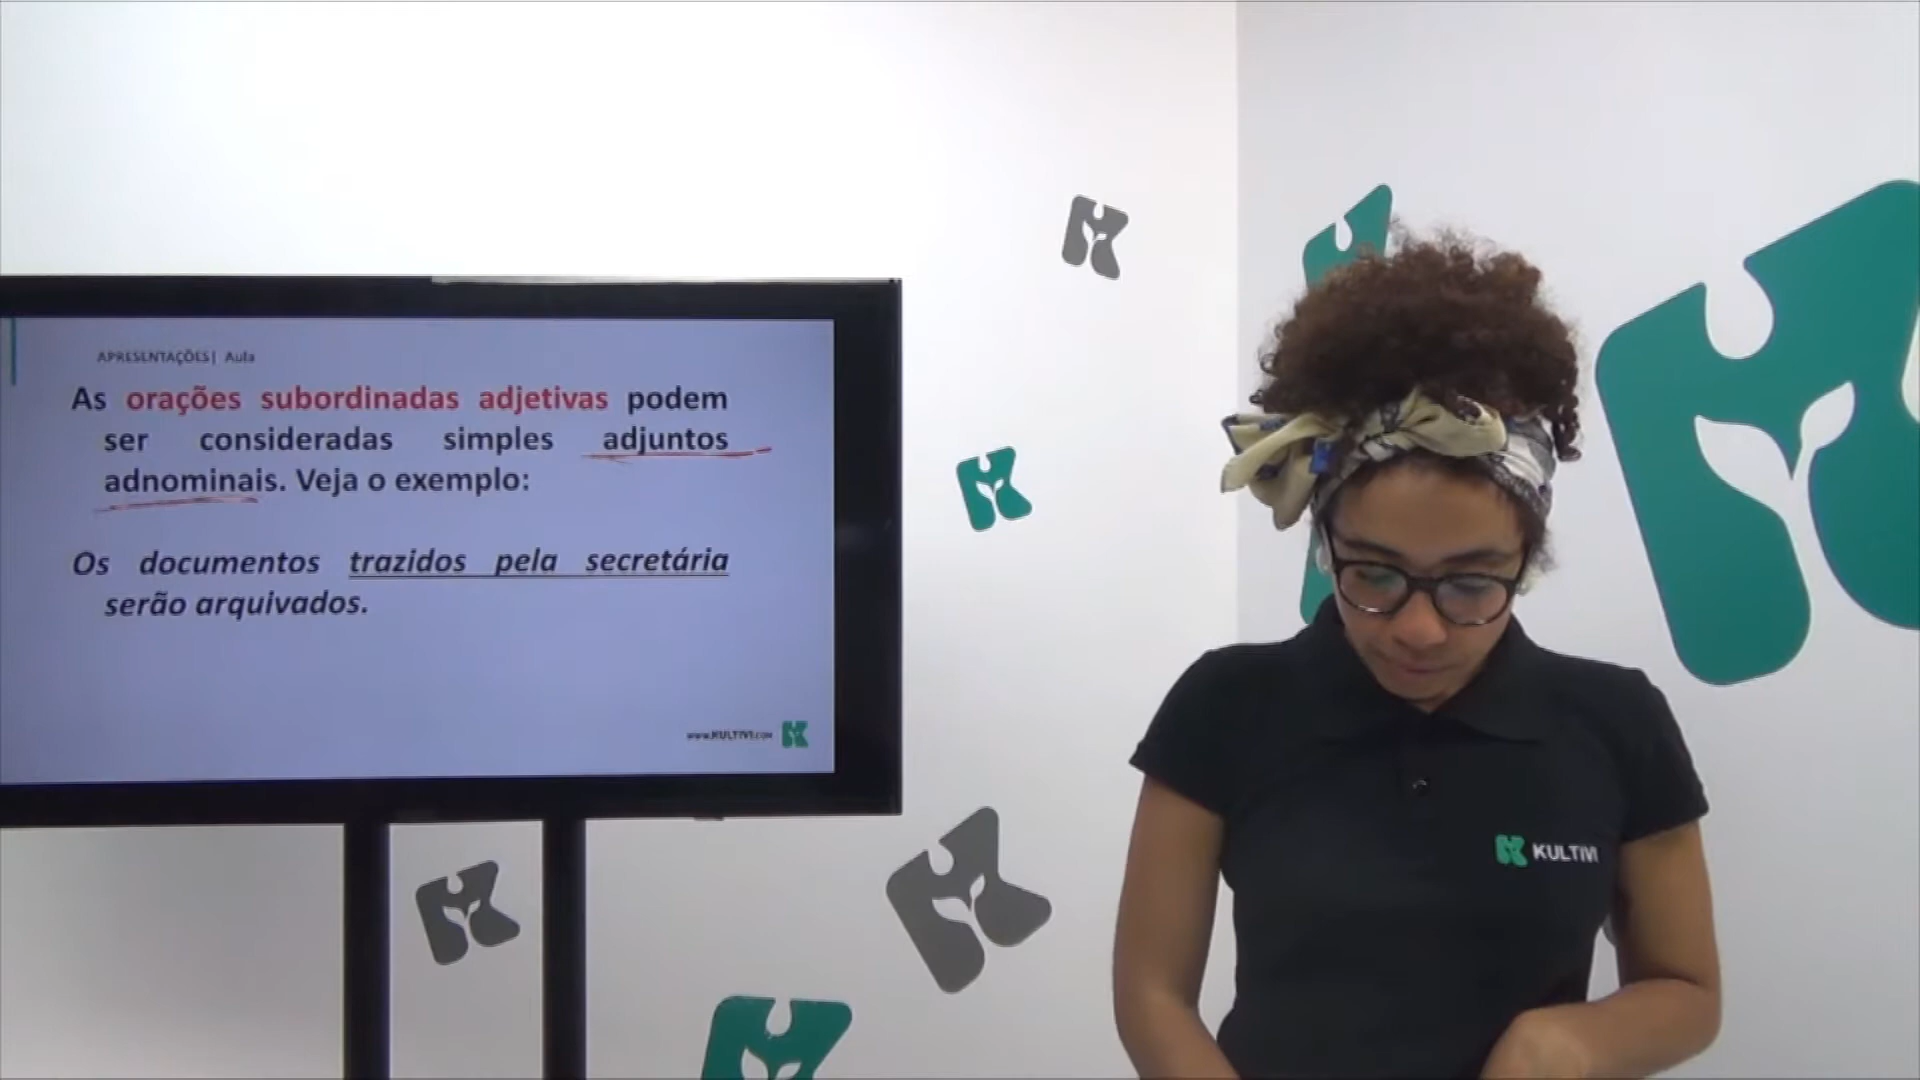 APRESENTAÇÕES| Aula
As orações subordinadas adjetivas podem
ser consideradas simples adjuntos
adnominais. Veja o exemplo:
Os documentos trazidos pela secretária
serão arquivados.
www.KULTIVI.COM
KULTIVI